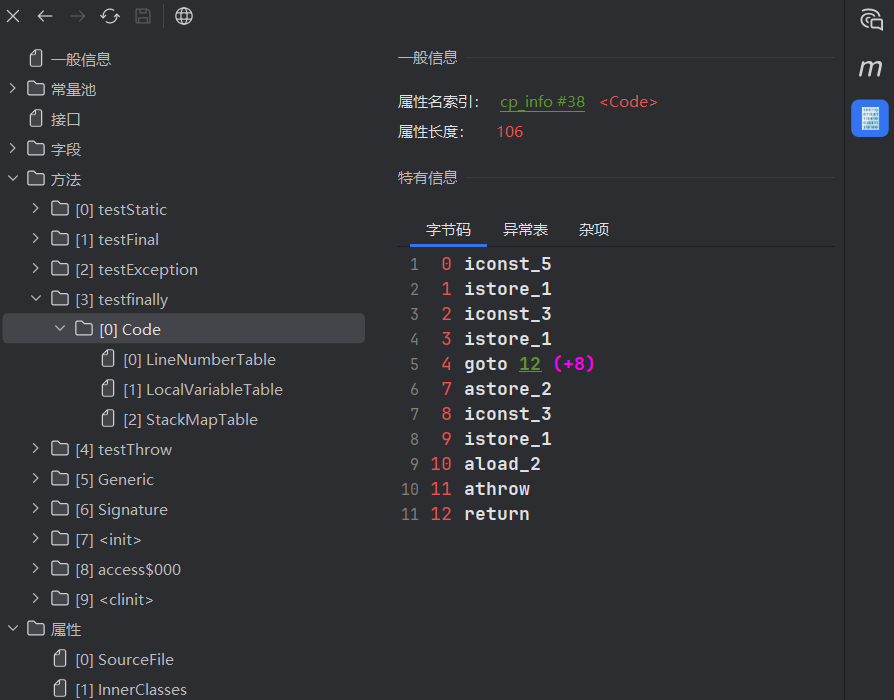 一般信息
常量池
接口
字段
方法
[0] testStatic
[1] testFinal
[2] testException
[3] testfinally
[0] Code
[0] LineNumberTable
[1] LocalVariableTable
[2] StackMapTable
[4] testThrow
[5] Generic
[6] Signature
[7] <init>
[8] access$000
[9] <clinit>
属性
[0] SourceFile
[1] InnerClasses
一般信息
属性名索引: cp_info #38 <Code>
属性长度: 106
特有信息
字节码 异常表 杂项
1 0 iconst_5
2 1 istore_1
3 2 iconst_3
4 3 istore_1
5 4 goto 12 (+8)
6 7 astore_2
7 8 iconst_3
8 9 istore_1
9 10 aload_2
10 11 athrow
11 12 return
m